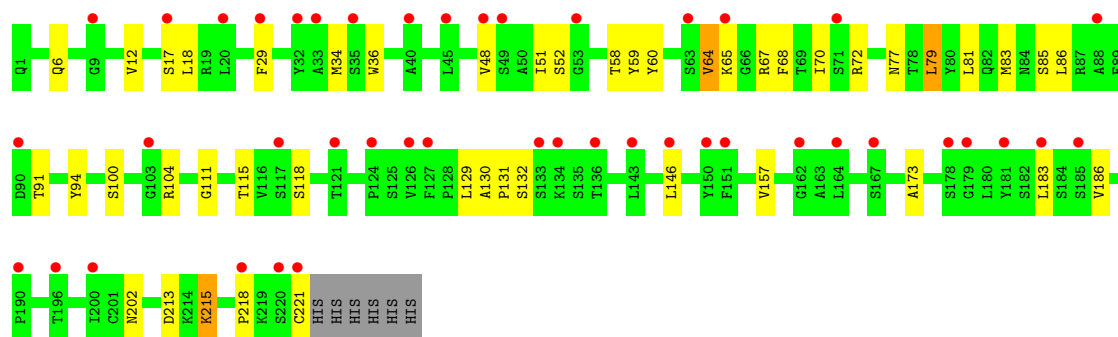 Q1 Q6 G9 V12 S17 L18 R19 L20 F29 Y32 A33 M34 S35 W36 A40 L45 V48 S49 A50 I51 S52 G53 T58 Y59 Y60 S63 V64 K65 G66 R67 F68 T69 I70 S71 R72 N77 T78 L79 Y80 L81 Q82 M83 N84 S85 L86 R87 A88 E89
D90 T91 Y94 S100 G103 R104 G111 T115 V116 S117 S118 T121 P124 S125 V126 F127 P128 L129 A130 P131 S132 S133 K134 S135 T136 L143 L146 Y150 F151 V157 G162 A163 L164 S167 A173 S178 G179 L180 Y181 S182 L183 S184 S185 V186
P190 T196 I200 C201 N202 D213 K214 K215 P218 K219 S220 C221 HIS HIS HIS HIS HIS HIS